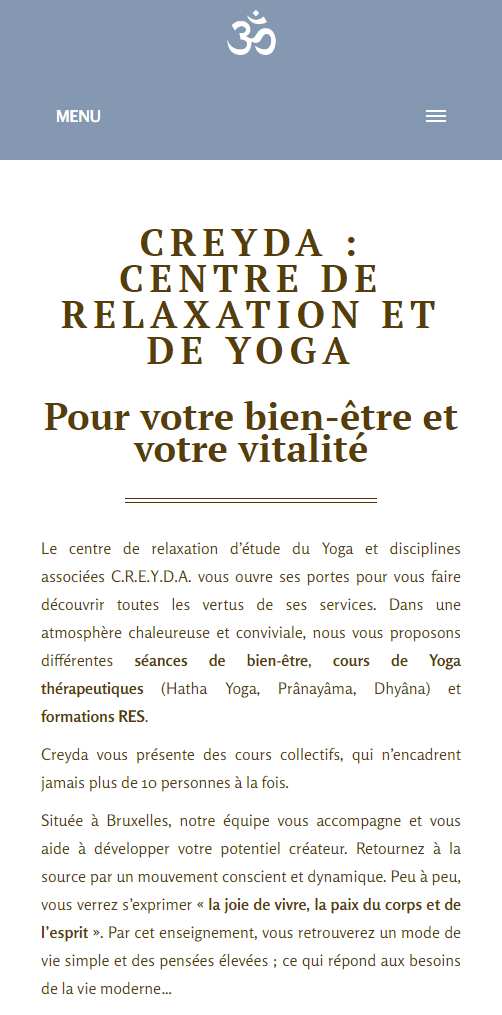 ॐ
MENU
CREYDA :
CENTRE DE
RELAXATION ET
DE YOGA
Pour votre bien-être et
votre vitalité
Le centre de relaxation d’étude du Yoga et disciplines
associées C.R.E.Y.D.A. vous ouvre ses portes pour vous faire
découvrir toutes les vertus de ses services. Dans une
atmosphère chaleureuse et conviviale, nous vous proposons
différentes séances de bien-être, cours de Yoga
thérapeutiques (Hatha Yoga, Prânayâma, Dhyâna) et
formations RES.
Creyda vous présente des cours collectifs, qui n’encadrent
jamais plus de 10 personnes à la fois.
Située à Bruxelles, notre équipe vous accompagne et vous
aide à développer votre potentiel créateur. Retournez à la
source par un mouvement conscient et dynamique. Peu à peu,
vous verrez s’exprimer « la joie de vivre, la paix du corps et de
l’esprit ». Par cet enseignement, vous retrouverez un mode de
vie simple et des pensées élevées ; ce qui répond aux besoins
de la vie moderne…